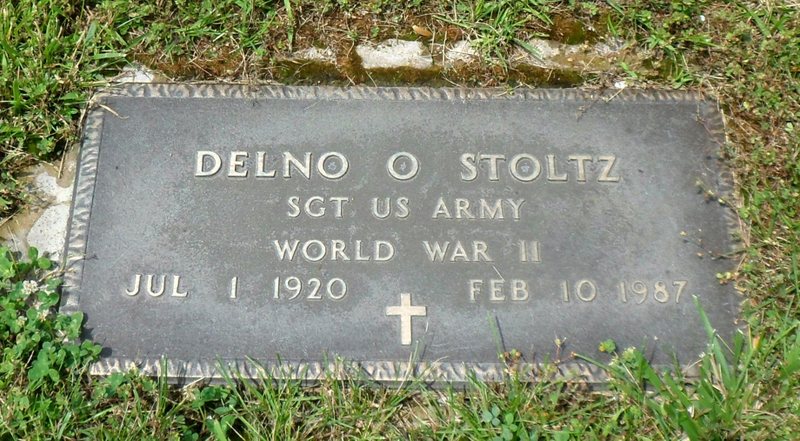 DELNO O STOLTZ
SGT US ARMY
WORLD WAR II
JUL 1 1920 FEB 10 1987